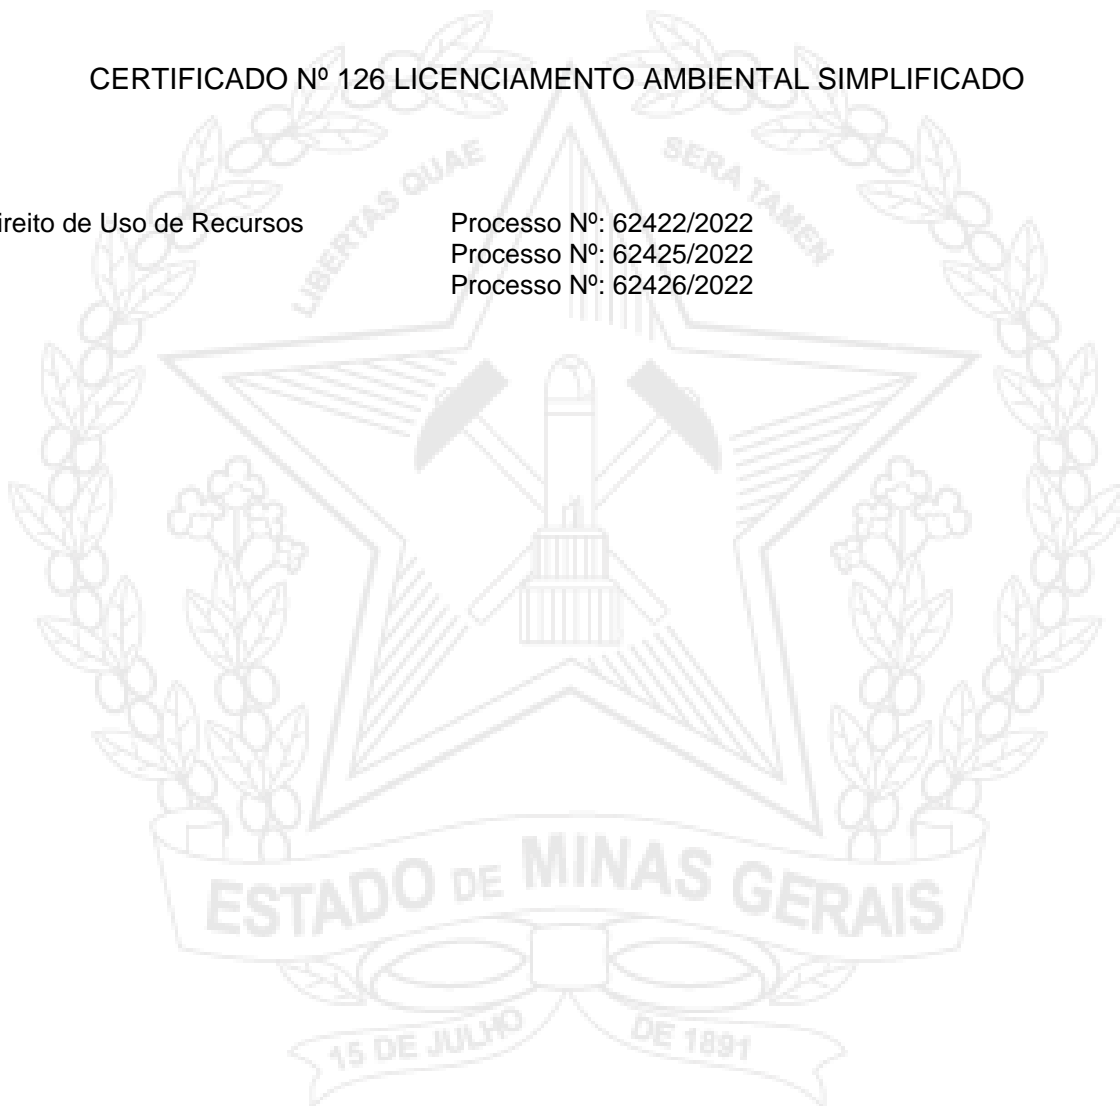 CERTIFICADO Nº 126 LICENCIAMENTO AMBIENTAL SIMPLIFICADO
LIBERTAS QUAE SERA TAMEN
ireito de Uso de Recursos Processo Nº: 62422/2022
Processo Nº: 62425/2022
Processo Nº: 62426/2022
ESTADO DE MINAS GERAIS
15 DE JULHO DE 1891